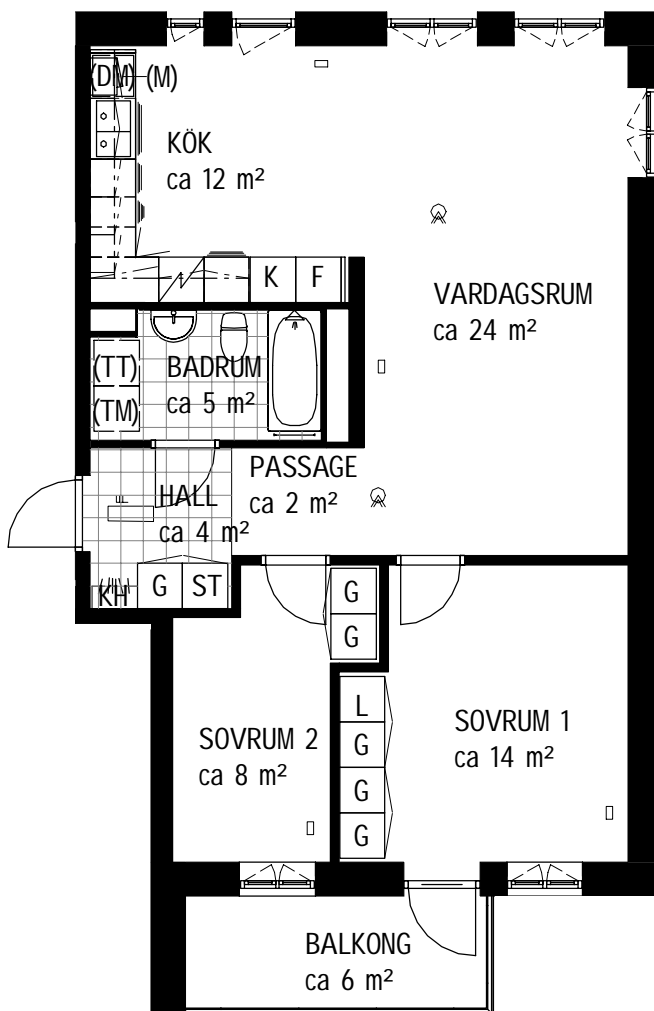 (DM) (M)
KÖK
ca 12 m²
K F
VARDAGSRUM
ca 24 m²
(TT)
BADRUM
(TM)
ca 5 m²
PASSAGE
ca 2 m²
HALL
ca 4 m²
KH
G ST
G
G
L
G
G
G
SOVRUM 2
ca 8 m²
SOVRUM 1
ca 14 m²
BALKONG
ca 6 m²